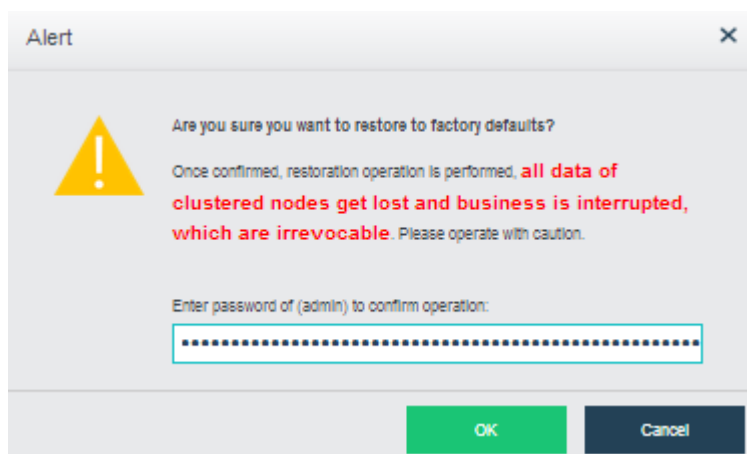 Alert
Are you sure you want to restore to factory defaults?
Once confirmed, restoration operation is performed, all data of
clustered nodes get lost and business is interrupted,
which are irrevocable. Please operate with caution.
Enter password of (admin) to confirm operation:
OK
Cancel